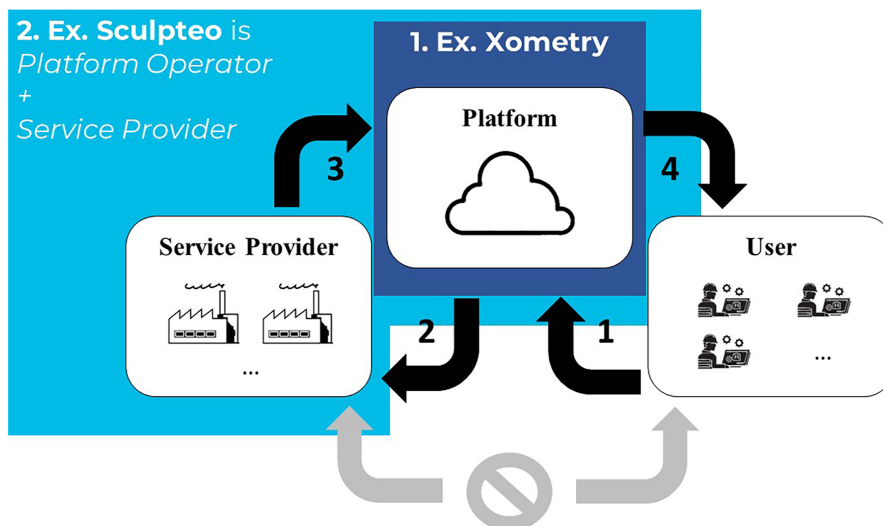 2. Ex. Sculpteo is
Platform Operator
+
Service Provider
1. Ex. Xometry
Platform
3
4
Service Provider
...
User
...
2
1